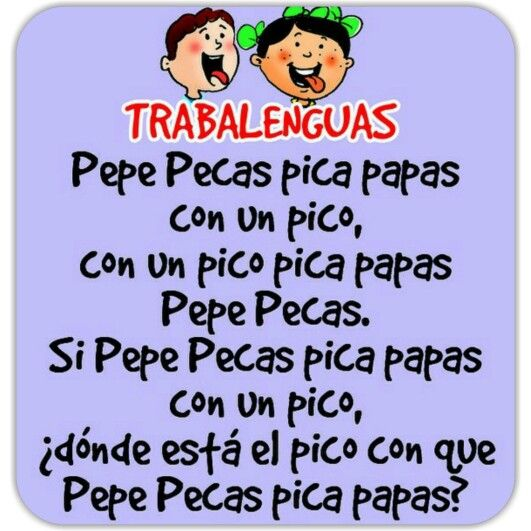 TRABALENGUAS
Pepe Pecas pica papas
con un pico,
con un pico pica papas
Pepe Pecas.
Si Pepe Pecas pica papas
con un pico,
¿dónde está el pico con que
Pepe Pecas pica papas?